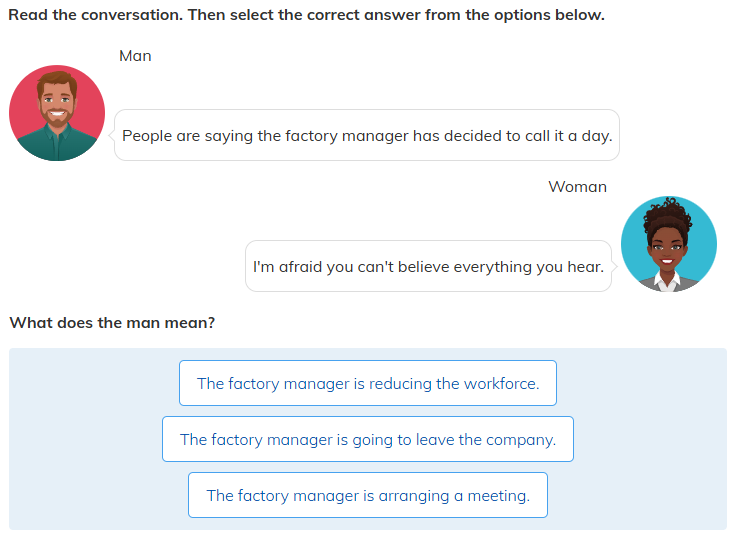 Read the conversation. Then select the correct answer from the options below.
Man
People are saying the factory manager has decided to call it a day.
Woman
I'm afraid you can't believe everything you hear.
What does the man mean?
The factory manager is reducing the workforce.
The factory manager is going to leave the company.
The factory manager is arranging a meeting.